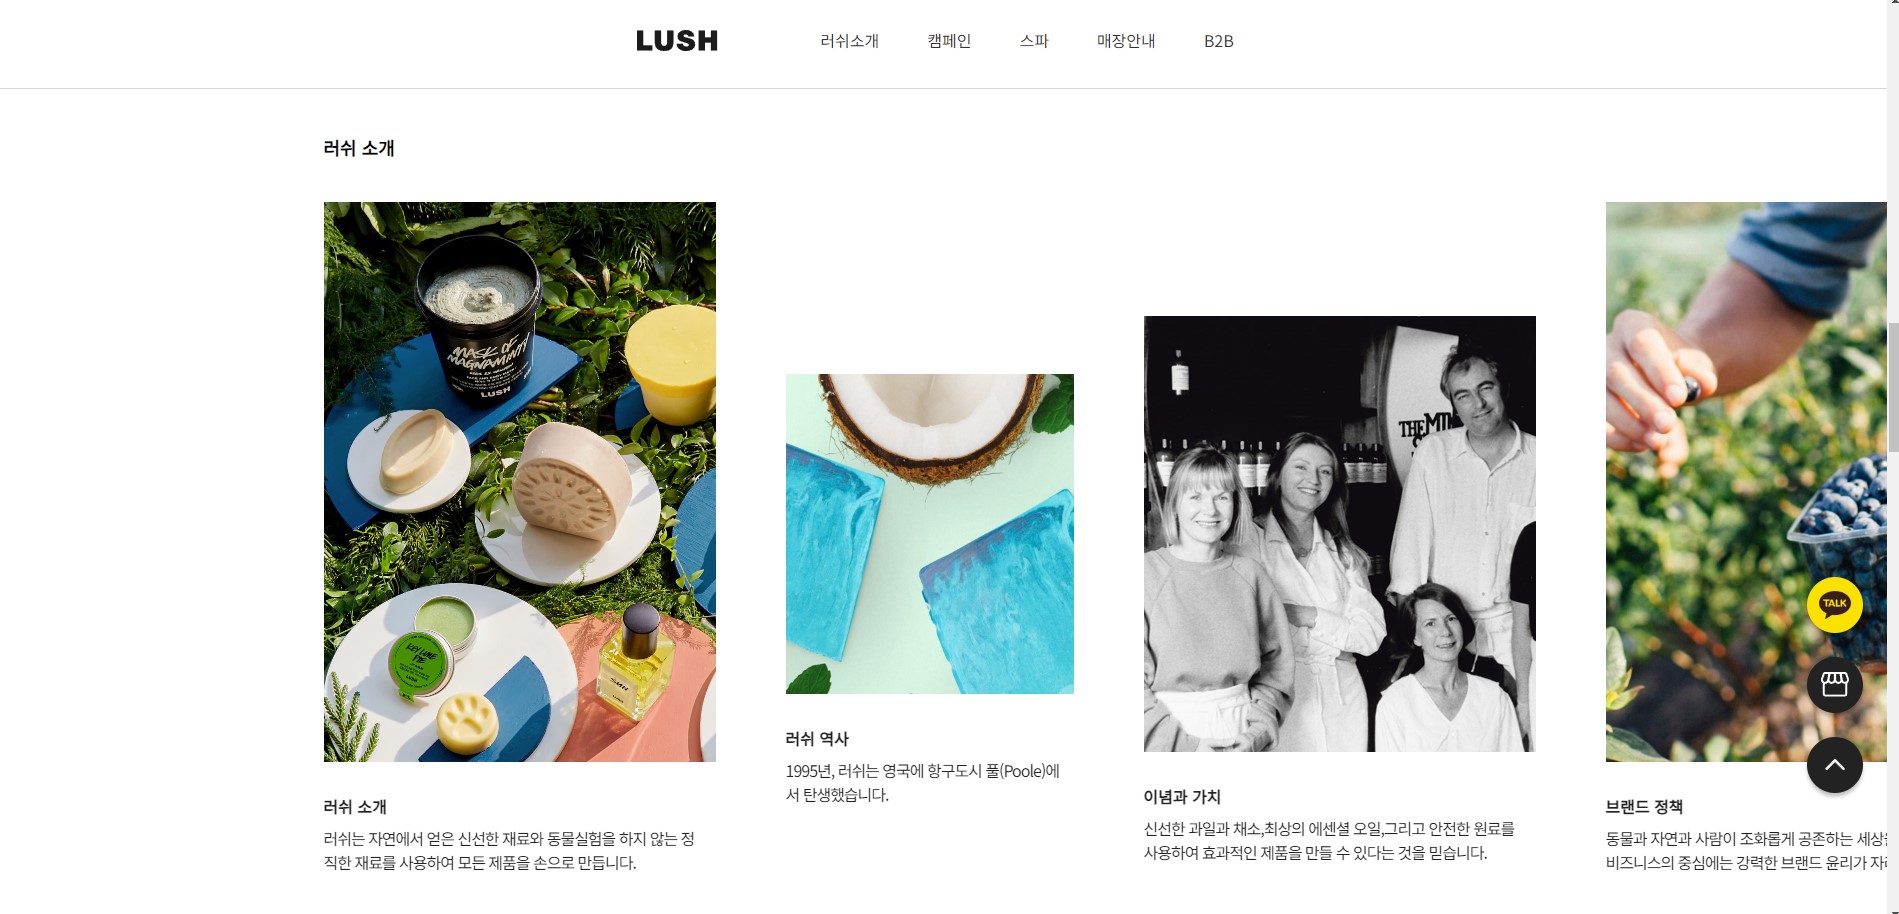 LUSH
러쉬소개 캠페인 스파 매장안내 B2B
러쉬 소개
MASK OF
MAGNAMINTY
LUSH
KEY LIME
PIE
LUSH
러쉬 소개
러쉬는 자연에서 얻은 신선한 재료와 동물실험을 하지 않는 정
직한 재료를 사용하여 모든 제품을 손으로 만듭니다.
러쉬 역사
1995년, 러쉬는 영국에 항구도시 풀(Poole)에
서 탄생했습니다.
THE
이념과 가치
신선한 과일과 채소,최상의 에센셜 오일,그리고 안전한 원료를
사용하여 효과적인 제품을 만들 수 있다는 것을 믿습니다.
브랜드 정책
동물과 자연과 사람이 조화롭게 공존하는
비즈니스의 중심에는 강력한 브랜드 윤리가
TALK